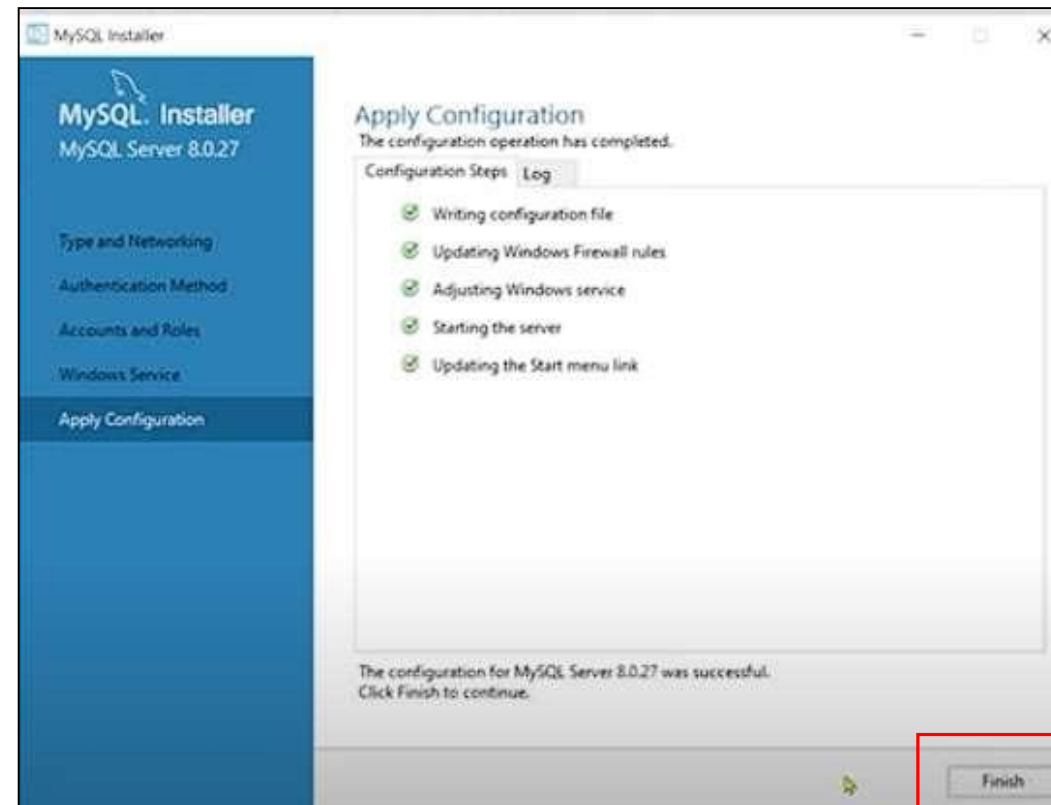 MySQL Installer
MySQL. Installer
MySQL Server 8.0.27
Type and Networking
Authentication Method
Accounts and Roles
Windows Service
Apply Configuration
Apply Configuration
The configuration operation has completed.
Configuration Steps Log
Writing configuration file
Updating Windows Firewall rules
Adjusting Windows service
Starting the server
Updating the Start menu link
The configuration for MySQL Server 8.0.27 was successful.
Click Finish to continue.
Finish